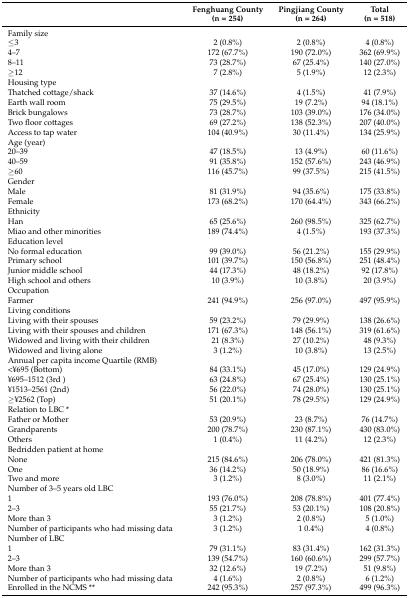 Fenghuang County Pingjiang County Total
(n = 254) (n = 264) (n = 518)
Family size
≤3 2 (0.8%) 2 (0.8%) 4 (0.8%)
4–7 172 (67.7%) 190 (72.0%) 362 (69.9%)
8–11 73 (28.7%) 67 (25.4%) 140 (27.0%)
≥12 7 (2.8%) 5 (1.9%) 12 (2.3%)
Housing type
Thatched cottage/shack 37 (14.6%) 4 (1.5%) 41 (7.9%)
Earth wall room 75 (29.5%) 19 (7.2%) 94 (18.1%)
Brick bungalows 73 (28.7%) 103 (39.0%) 176 (34.0%)
Two floor cottages 69 (27.2%) 138 (52.3%) 207 (40.0%)
Access to tap water 104 (40.9%) 30 (11.4%) 134 (25.9%)
Age (year)
20–39 47 (18.5%) 13 (4.9%) 60 (11.6%)
40–59 91 (35.8%) 152 (57.6%) 243 (46.9%)
≥60 116 (45.7%) 99 (37.5%) 215 (41.5%)
Gender
Male 81 (31.9%) 94 (35.6%) 175 (33.8%)
Female 173 (68.2%) 170 (64.4%) 343 (66.2%)
Ethnicity
Han 65 (25.6%) 260 (98.5%) 325 (62.7%)
Miao and other minorities 189 (74.4%) 4 (1.5%) 193 (37.3%)
Education level
No formal education 99 (39.0%) 56 (21.2%) 155 (29.9%)
Primary school 101 (39.7%) 150 (56.8%) 251 (48.4%)
Junior middle school 44 (17.3%) 48 (18.2%) 92 (17.8%)
High school and others 10 (3.9%) 10 (3.8%) 20 (3.9%)
Occupation
Farmer 241 (94.9%) 256 (97.0%) 497 (95.9%)
Living conditions
Living with their spouses 59 (23.2%) 79 (29.9%) 138 (26.6%)
Living with their spouses and children 171 (67.3%) 148 (56.1%) 319 (61.6%)
Widowed and living with their children 21 (8.3%) 27 (10.2%) 48 (9.3%)
Widowed and living alone 3 (1.2%) 10 (3.8%) 13 (2.5%)
Annual per capita income Quartile (RMB)
<¥695 (Bottom) 84 (33.1%) 45 (17.0%) 129 (24.9%)
¥695–1512 (3rd ) 63 (24.8%) 67 (25.4%) 130 (25.1%)
¥1513–2561 (2nd) 56 (22.0%) 74 (28.0%) 130 (25.1%)
≥¥2562 (Top) 51 (20.1%) 78 (29.5%) 129 (24.9%)
Relation to LBC *
Father or Mother 53 (20.9%) 23 (8.7%) 76 (14.7%)
Grandparents 200 (78.7%) 230 (87.1%) 430 (83.0%)
Others 1 (0.4%) 11 (4.2%) 12 (2.3%)
Bedridden patient at home
None 215 (84.6%) 206 (78.0%) 421 (81.3%)
One 36 (14.2%) 50 (18.9%) 86 (16.6%)
Two and more 3 (1.2%) 8 (3.0%) 11 (2.1%)
Number of 3–5 years old LBC
1 193 (76.0%) 208 (78.8%) 401 (77.4%)
2–3 55 (21.7%) 53 (20.1%) 108 (20.8%)
More than 3 3 (1.2%) 2 (0.8%) 5 (1.0%)
Number of participants who had missing data 3 (1.2%) 1 0.4%) 4 (0.8%)
Number of LBC
1 79 (31.1%) 83 (31.4%) 162 (31.3%)
2–3 139 (54.7%) 160 (60.6%) 299 (57.7%)
More than 3 32 (12.6%) 19 (7.2%) 51 (9.8%)
Number of participants who had missing data 4 (1.6%) 2 (0.8%) 6 (1.2%)
Enrolled in the NCMS ** 242 (95.3%) 257 (97.3%) 499 (96.3%)